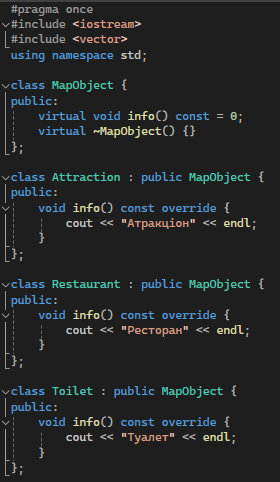 #pragma once
#include <iostream>
#include <vector>
using namespace std;
class MapObject {
public:
    virtual void info() const = 0;
    virtual ~MapObject() {}
};
class Attraction : public MapObject {
public:
    void info() const override {
        cout << "Атракціон" << endl;
    }
};
class Restaurant : public MapObject {
public:
    void info() const override {
        cout << "Ресторан" << endl;
    }
};
class Toilet : public MapObject {
public:
    void info() const override {
        cout << "Туалет" << endl;
    }
};